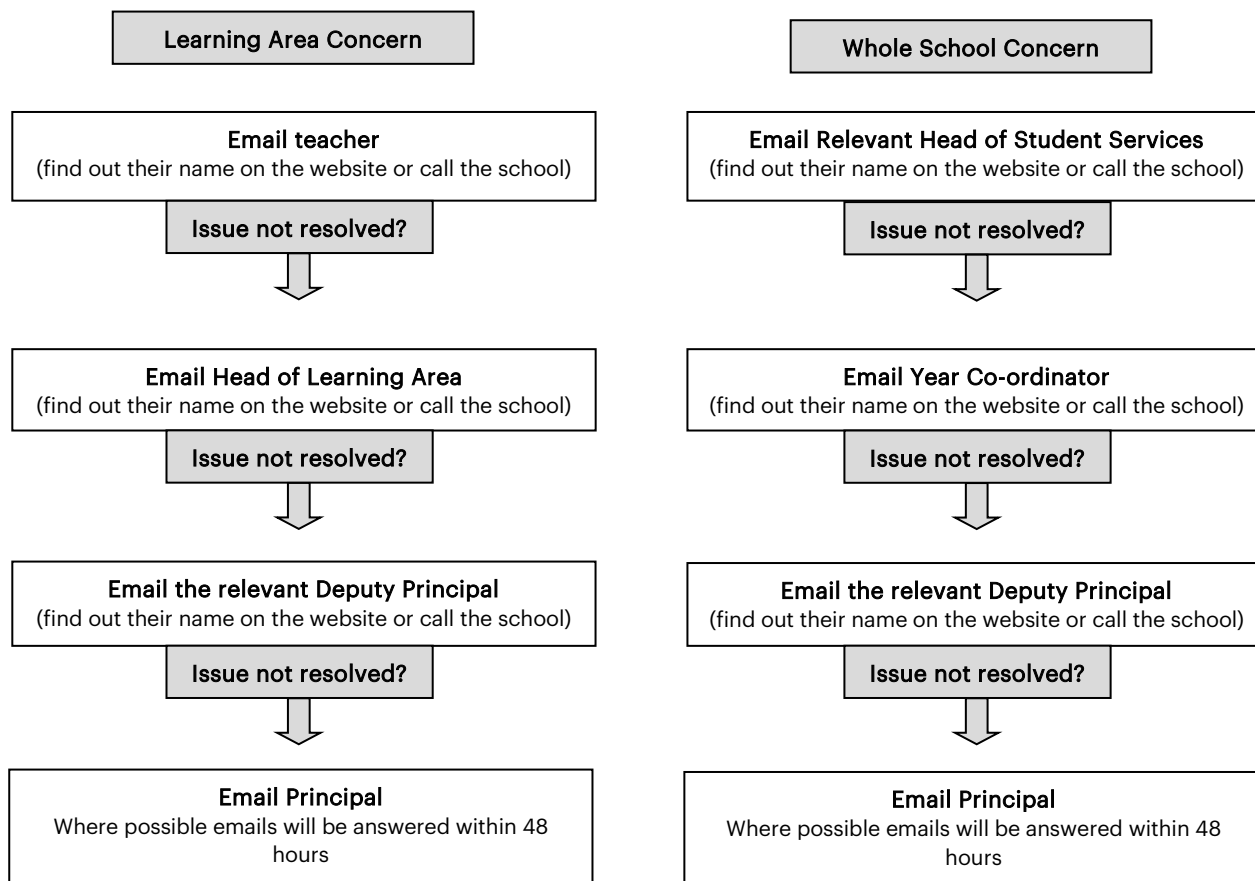 Learning Area Concern
Email teacher
(find out their name on the website or call the school)
Issue not resolved?
Email Head of Learning Area
(find out their name on the website or call the school)
Issue not resolved?
Email the relevant Deputy Principal
(find out their name on the website or call the school)
Issue not resolved?
Email Principal
Where possible emails will be answered within 48
hours
Whole School Concern
Email Relevant Head of Student Services
(find out their name on the website or call the school)
Issue not resolved?
Email Year Co-ordinator
(find out their name on the website or call the school)
Issue not resolved?
Email the relevant Deputy Principal
(find out their name on the website or call the school)
Issue not resolved?
Email Principal
Where possible emails will be answered within 48
hours